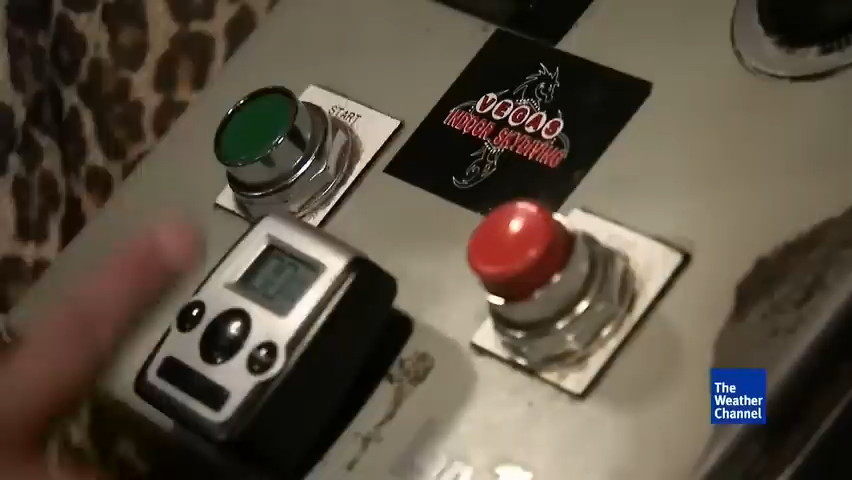 START
VEGAS
INDOOR SKYDIVING
The
Weather
Channel